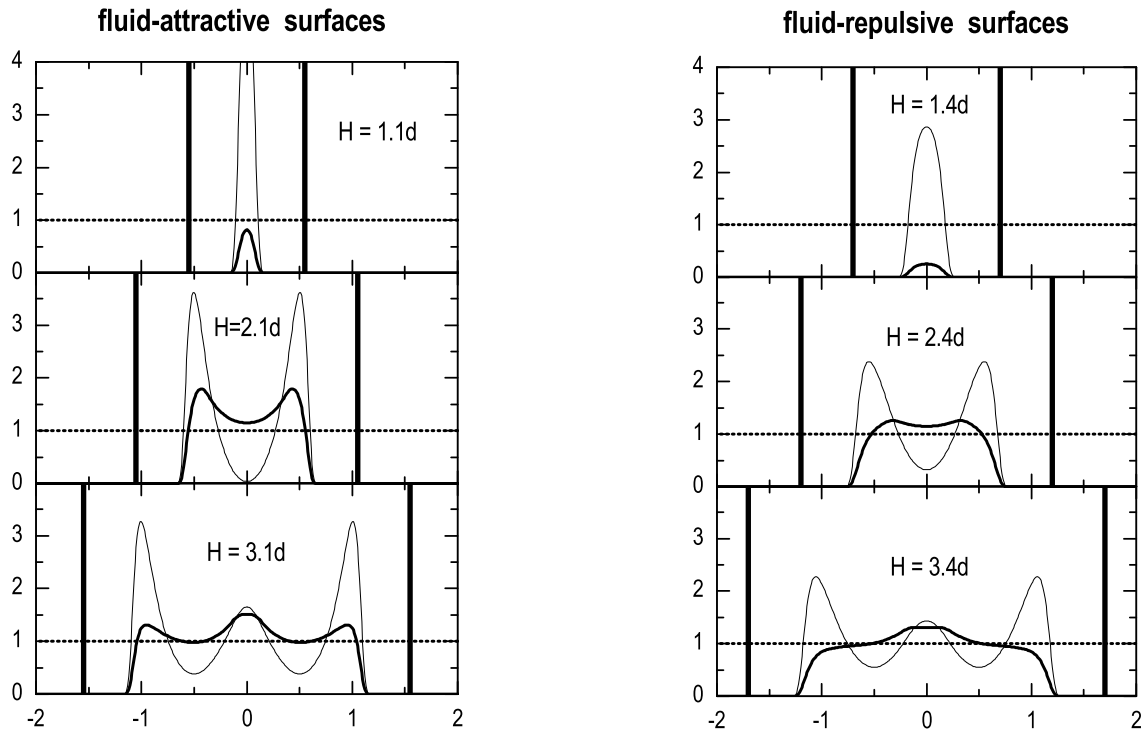 fluid-attractive surfaces
4
3
2
1
0
H = 1.1d
3
2
1
0
H=2.1d
3
2
1
0
H = 3.1d
-2 -1 0 1 2
fluid-repulsive surfaces
4
3
2
1
0
H = 1.4d
3
2
1
0
H = 2.4d
3
2
1
0
H = 3.4d
-2 -1 0 1 2